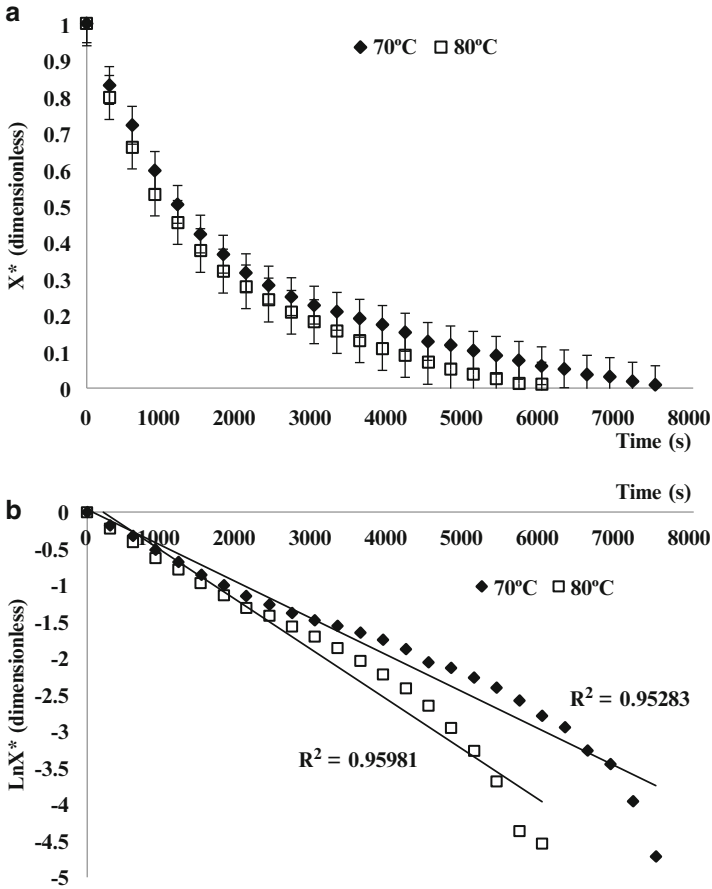 a
70ºC 80ºC
X* (dimensionless)
1
0.9
0.8
0.7
0.6
0.5
0.4
0.3
0.2
0.1
0
0 1000 2000 3000 4000 5000 6000 7000 8000
Time (s)
Time (s)
b
LnX* (dimensionless)
0
1000 2000 3000 4000 5000 6000 7000 8000
-0.5
-1
-1.5
-2
-2.5
-3
-3.5
-4
-4.5
-5
70ºC 80ºC
R² = 0.95283
R² = 0.95981